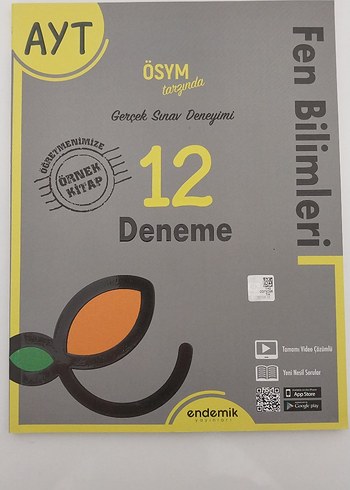 AYT
Fen Bilimleri
ÖSYM
tarzında
Gerçek Sınav Deneyimi
ÖĞRETMENİMİZE
ÖRNEK
KİTAP
12
Deneme
Tamamı Video Çözümlü
Yeni Nesil Sorular
App Store
Google play
endemik
yayınları